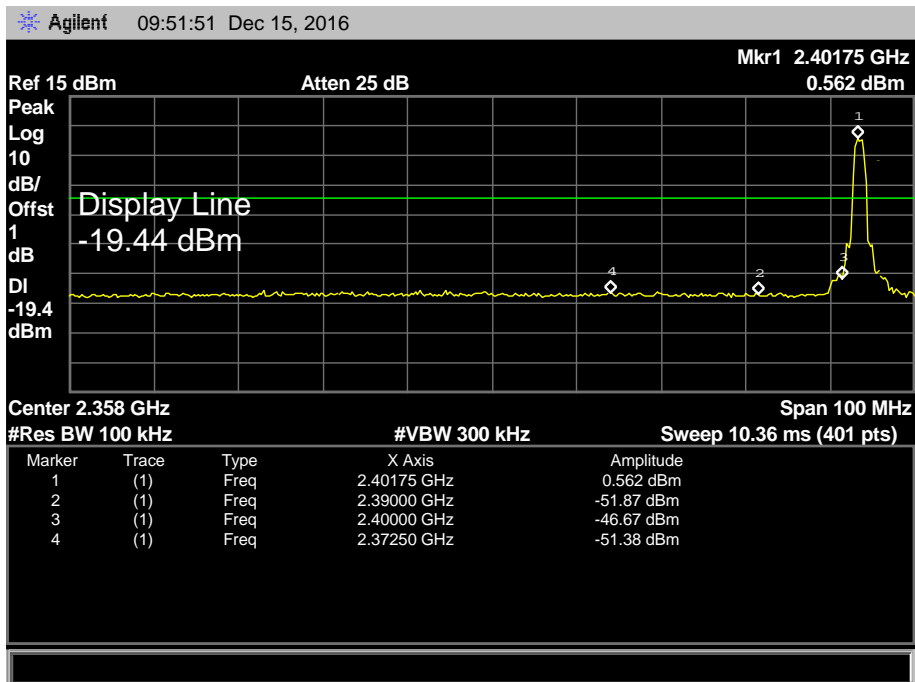 Agilent 09:51:51 Dec 15, 2016
Mkr1 2.40175 GHz
Ref 15 dBm Atten 25 dB 0.562 dBm
Peak
Log
10
dB/
Offst
1
dB
DI
-19.4
dBm
Display Line
-19.44 dBm
1
4
2
3
Center 2.358 GHz Span 100 MHz
#Res BW 100 kHz #VBW 300 kHz Sweep 10.36 ms (401 pts)
Marker Trace Type X Axis Amplitude
1 (1) Freq 2.40175 GHz 0.562 dBm
2 (1) Freq 2.39000 GHz -51.87 dBm
3 (1) Freq 2.40000 GHz -46.67 dBm
4 (1) Freq 2.37250 GHz -51.38 dBm